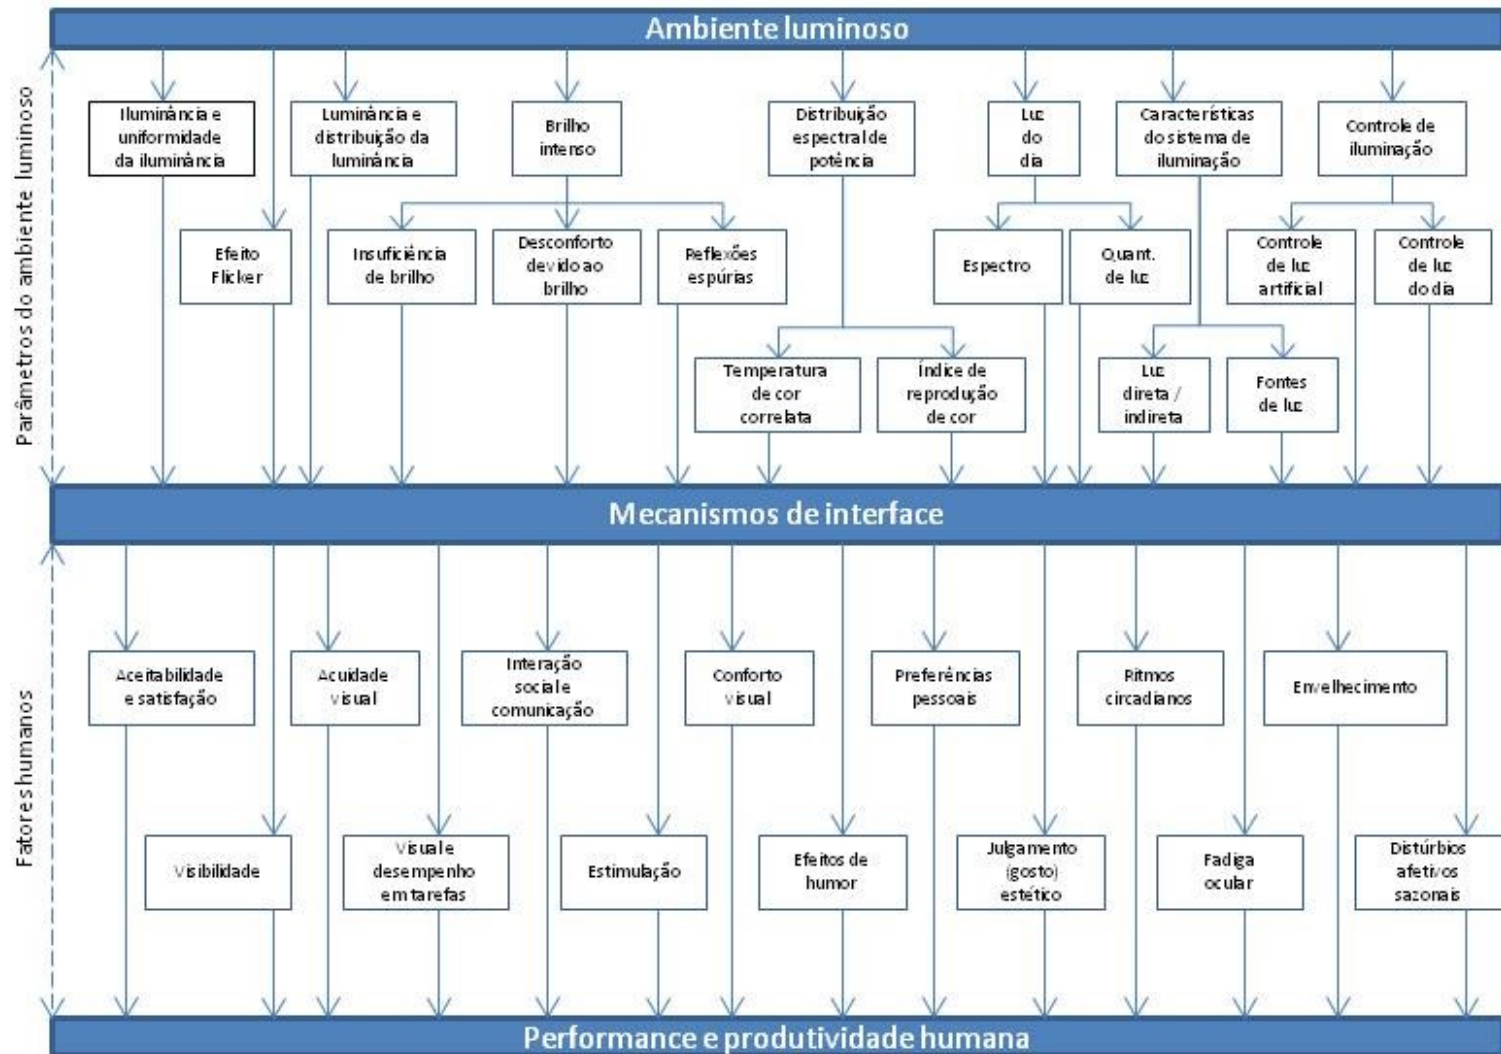 Ambiente luminoso
Parâmetros do ambiente luminoso
Iluminância e
uniformidade
da iluminância
Luminância e
distribuição da
luminância
Brilho
intenso
Distribuição
espectral de
potência
Luz
do
dia
Características
do sistema de
iluminação
Controle de
iluminação
Efeito
Flicker
Insuficiência
de brilho
Desconforto
devido ao
brilho
Reflexões
espúrias
Espectro
Quant.
de luz
Controle
de luz
artificial
Controle
de luz
do dia
Temperatura
de cor
correlata
Índice de
reprodução
de cor
Luz
direta /
indireta
Fontes
de luz
Mecanismos de interface
Fatores humanos
Aceitabilidade
e satisfação
Acuidade
visual
Interação
social e
comunicação
Conforto
visual
Preferências
pessoais
Ritmos
circadianos
Envelhecimento
Visibilidade
Visual e
desempenho
em tarefas
Estimulação
Efeitos de
humor
Julgamento
(gosto)
estético
Fadiga
ocular
Distúrbios
afetivos
sazonais
Performance e produtividade humana